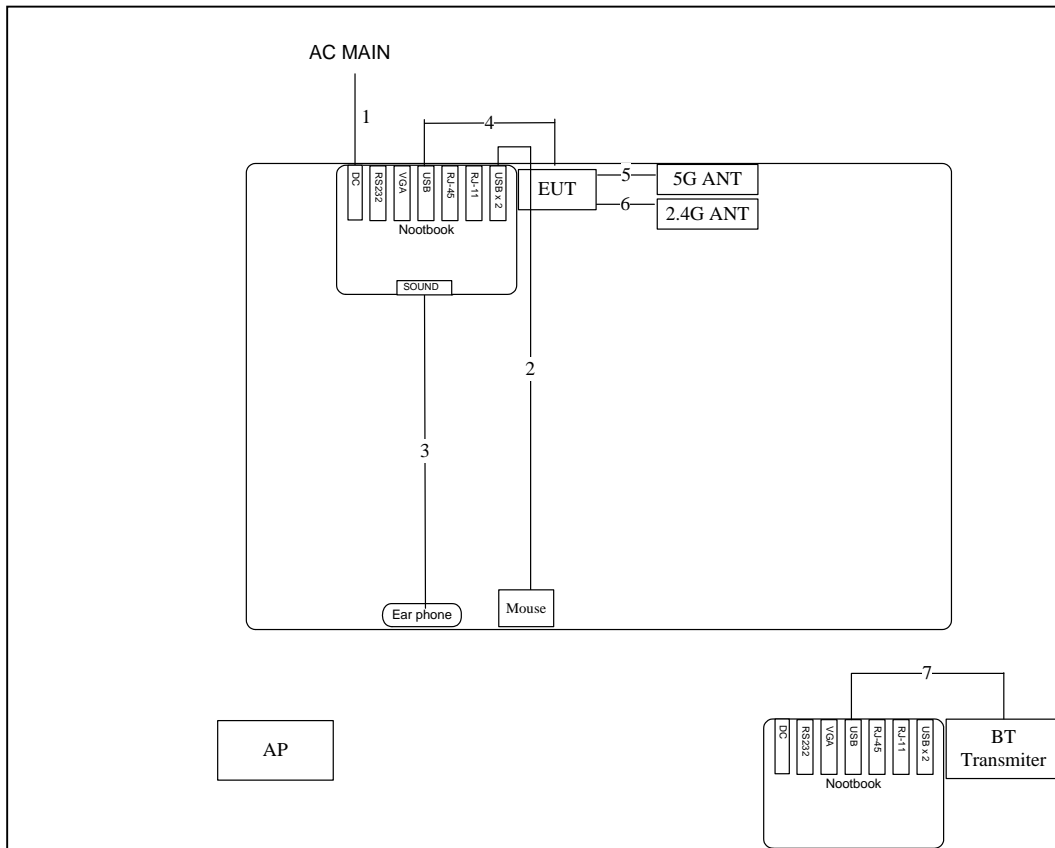 AC MAIN
1
4
DC
RS232
VGA
USB
RJ-45
RJ-11
USB x 2
Nootbook
SOUND
EUT
5
5G ANT
6
2.4G ANT
2
3
Ear phone
Mouse
AP
7
DC
RS232
VGA
USB
RJ-45
RJ-11
USB x 2
Nootbook
BT
Transmiter